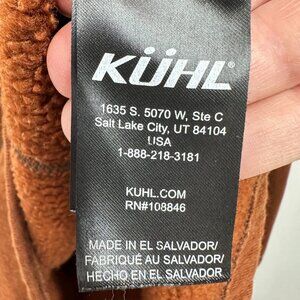 KÜHL®
1635 S. 5070 W, Ste C
Salt Lake City, UT 84104
USA
1-888-218-3181
KUHL.COM
RN#108846
MADE IN EL SALVADOR/
FABRIQUÉ AU SALVADOR/
HECHO EN EL SALVADOR